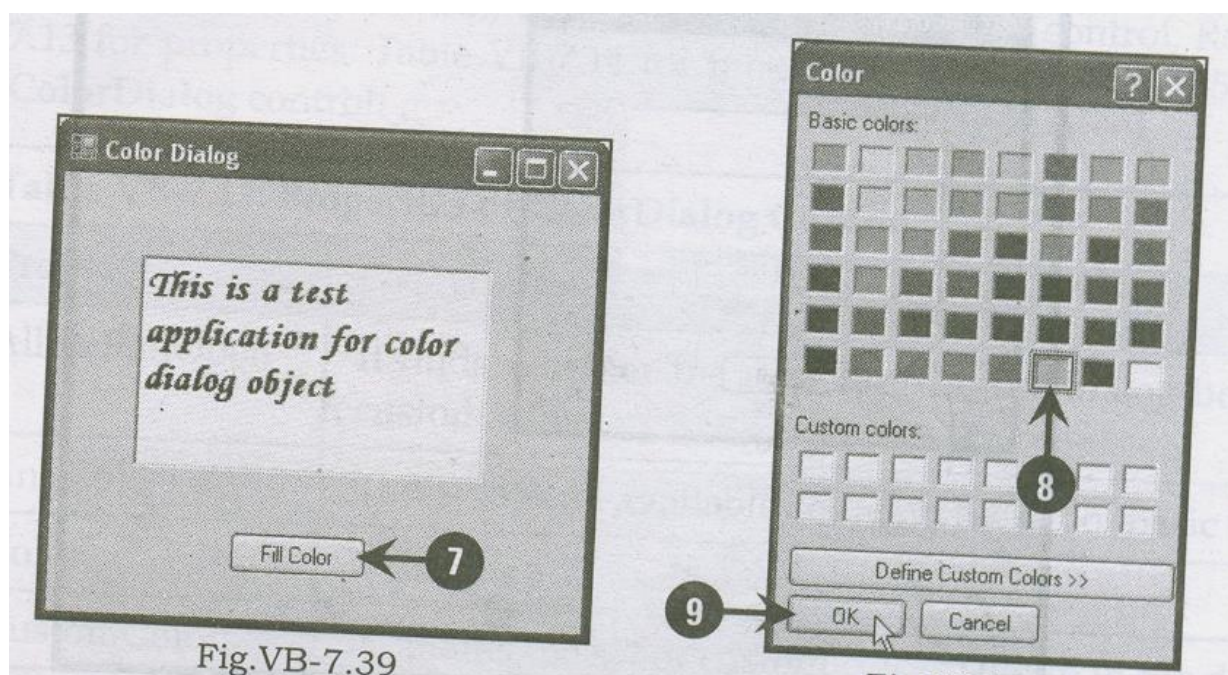 Color Dialog
This is a test
application for color
dialog object
Fill Color
7
Fig.VB-7.39
Color
?
Basic colors:
Custom colors:
8
Define Custom Colors >>
9
OK
Cancel